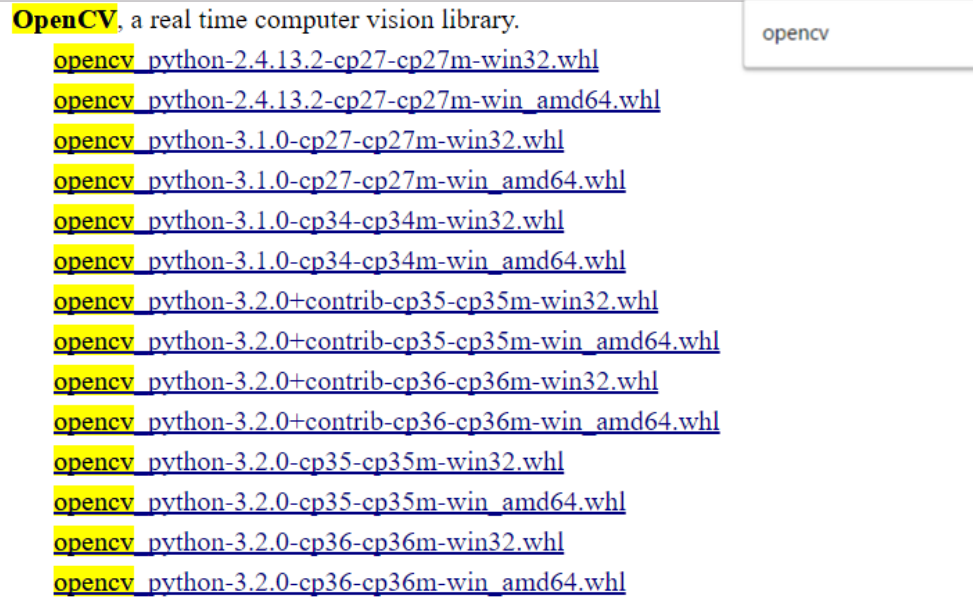 OpenCV, a real time computer vision library.
opencv
opencv_python-2.4.13.2-cp27-cp27m-win32.whl
opencv_python-2.4.13.2-cp27-cp27m-win_amd64.whl
opencv_python-3.1.0-cp27-cp27m-win32.whl
opencv_python-3.1.0-cp27-cp27m-win_amd64.whl
opencv_python-3.1.0-cp34-cp34m-win32.whl
opencv_python-3.1.0-cp34-cp34m-win_amd64.whl
opencv_python-3.2.0+contrib-cp35-cp35m-win32.whl
opencv_python-3.2.0+contrib-cp35-cp35m-win_amd64.whl
opencv_python-3.2.0+contrib-cp36-cp36m-win32.whl
opencv_python-3.2.0+contrib-cp36-cp36m-win_amd64.whl
opencv_python-3.2.0-cp35-cp35m-win32.whl
opencv_python-3.2.0-cp35-cp35m-win_amd64.whl
opencv_python-3.2.0-cp36-cp36m-win32.whl
opencv_python-3.2.0-cp36-cp36m-win_amd64.whl